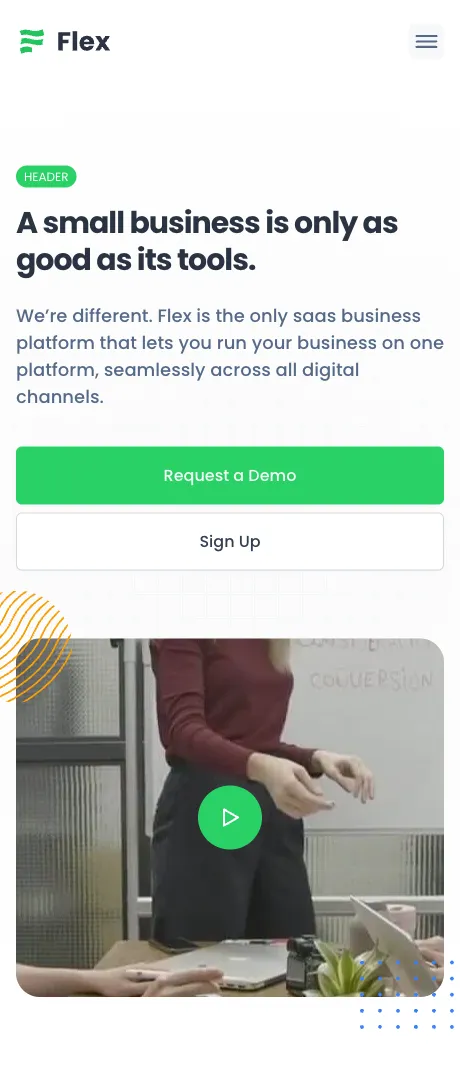 Flex
HEADER
A small business is only as
good as its tools.
We’re different. Flex is the only saas business
platform that lets you run your business on one
platform, seamlessly across all digital
channels.
Request a Demo
Sign Up
CONVERSION